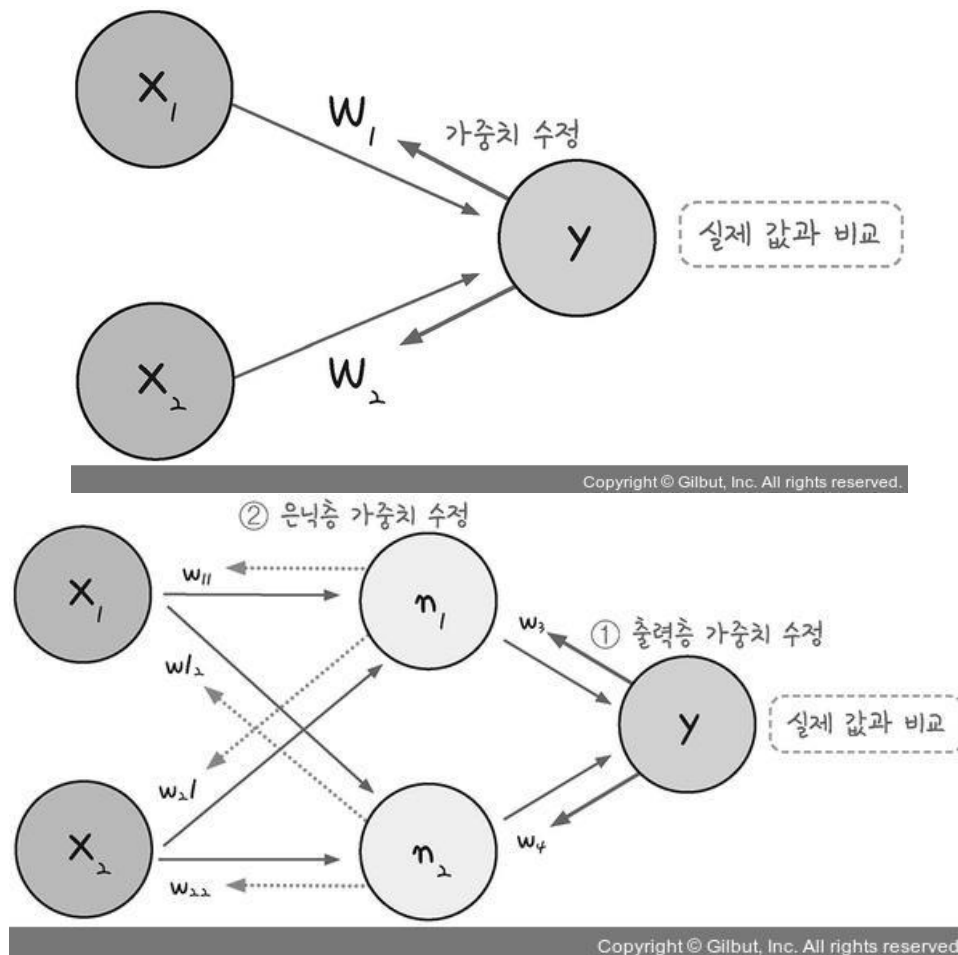 x₁
w₁
가중치 수정
y
실제 값과 비교
x₂
w₂
Copyright © Gilbut, Inc. All rights reserved.
② 은닉층 가중치 수정
x₁
w₁₁
n₁
w₃
① 출력층 가중치 수정
w₁₂
y
실제 값과 비교
w₂₁
x₂
n₂
w₄
w₂₂
Copyright © Gilbut, Inc. All rights reserved